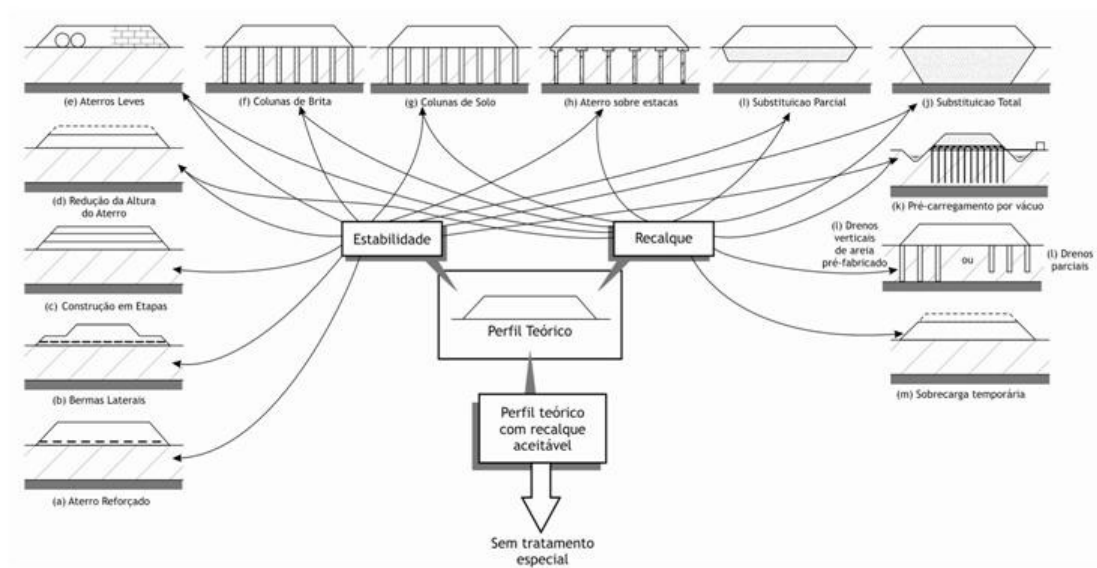 (e) Aterros Leves
(f) Colunas de Brita
(g) Colunas de Solo
(h) Aterro sobre estacas
(l) Substituicao Parcial
(j) Substituicao Total
(d) Redução da Altura
do Aterro
(k) Pré-carregamento por vácuo
Estabilidade
Recalque
(l) Drenos
verticais
de areia
pré-fabricado
ou
(l) Drenos
parciais
(c) Construção em Etapas
Perfil Teórico
(b) Bermas Laterais
(m) Sobrecarga temporária
Perfil teórico
com recalque
aceitável
(a) Aterro Reforçado
Sem tratamento
especial